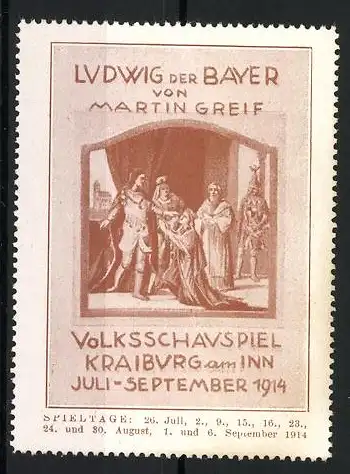 LVDWIG DER BAYER
VON
MARTIN GREIF
VOLKSSCHAVSPIEL
KRAIBVRG am INN
JULI-SEPTEMBER 1914
SPIELTAGE: 26. Juli, 2., 9., 15., 16., 23.,
24. und 30. August, 1. und 6. September 1914